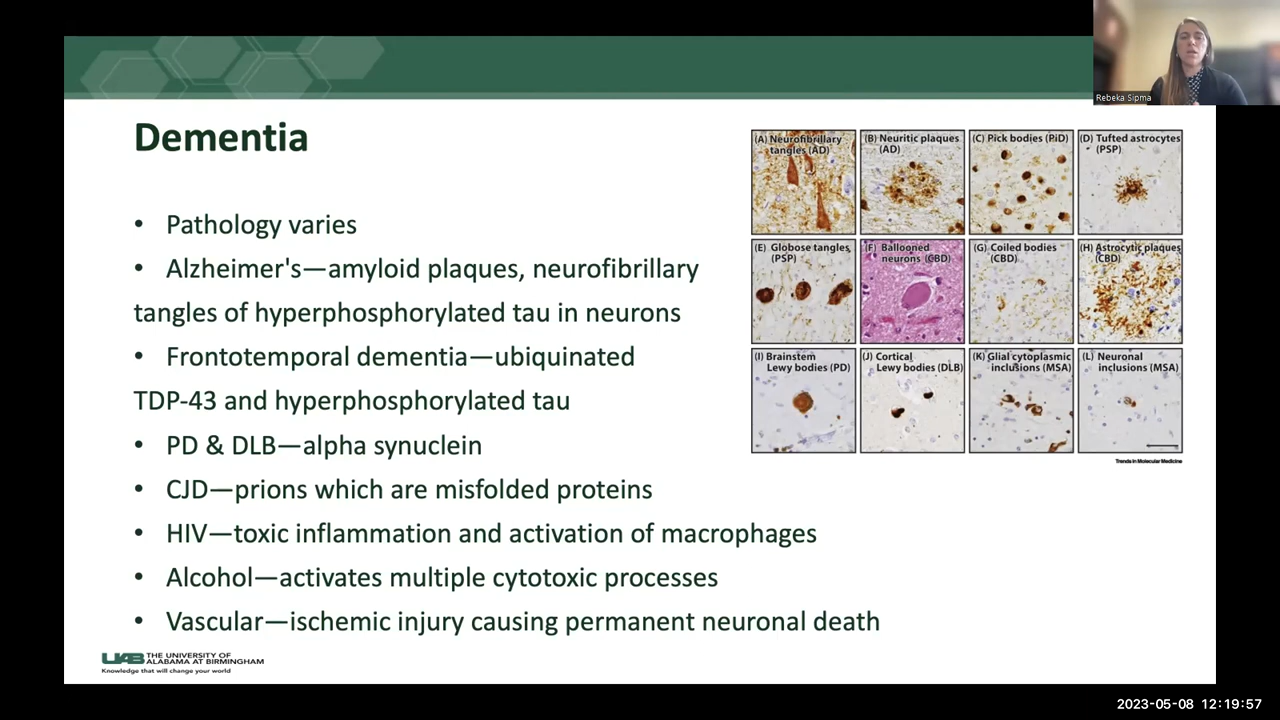 Rebeka Sipma
Dementia
• Pathology varies
• Alzheimer's—amyloid plaques, neurofibrillary
tangles of hyperphosphorylated tau in neurons
• Frontotemporal dementia—ubiquinated
TDP-43 and hyperphosphorylated tau
• PD & DLB—alpha synuclein
• CJD—prions which are misfolded proteins
• HIV—toxic inflammation and activation of macrophages
• Alcohol—activates multiple cytotoxic processes
• Vascular—ischemic injury causing permanent neuronal death
(A) Neurofibrillary
tangles (AD)
(B) Neuritic plaques
(AD)
(C) Pick bodies (PiD)
(D) Tufted astrocytes
(PSP)
(E) Globose tangles
(PSP)
(F) Ballooned
neurons (CBD)
(G) Coiled bodies
(CBD)
(H) Astrocytic plaques
(CBD)
(I) Brainstem
Lewy bodies (PD)
(J) Cortical
Lewy bodies (DLB)
(K) Glial cytoplasmic
inclusions (MSA)
(L) Neuronal
inclusions (MSA)
Trends in Molecular Medicine
UAB THE UNIVERSITY OF
ALABAMA AT BIRMINGHAM
Knowledge that will change your world
2023-05-08 12:19:57